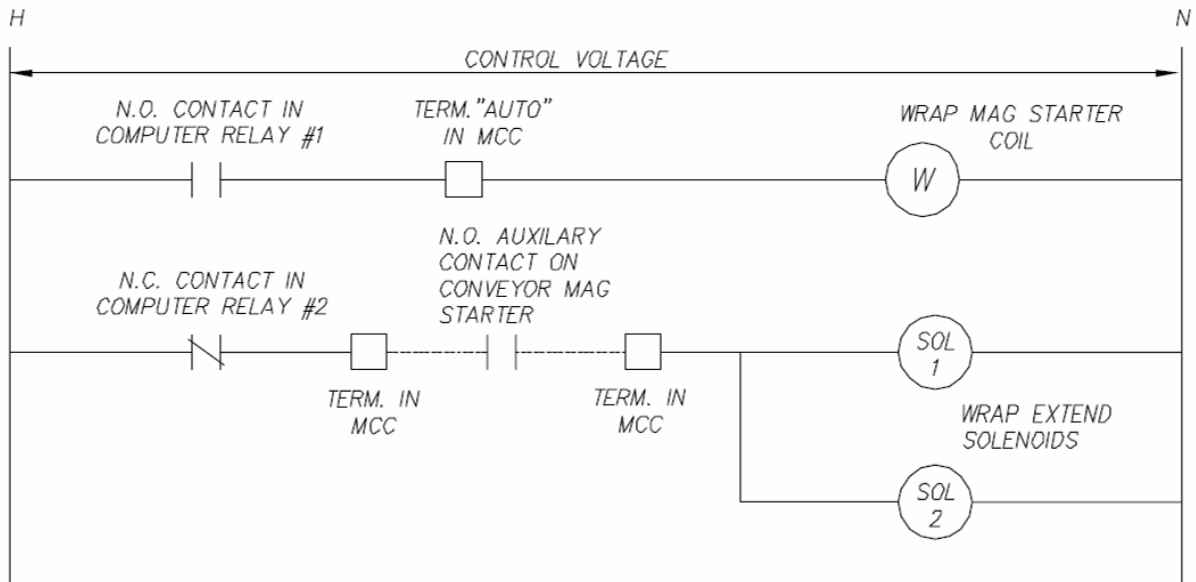 H
N
CONTROL VOLTAGE
N.O. CONTACT IN
COMPUTER RELAY #1
TERM."AUTO"
IN MCC
WRAP MAG STARTER
COIL
W
N.O. AUXILARY
CONTACT ON
CONVEYOR MAG
STARTER
N.C. CONTACT IN
COMPUTER RELAY #2
TERM. IN
MCC
TERM. IN
MCC
SOL
1
WRAP EXTEND
SOLENOIDS
SOL
2